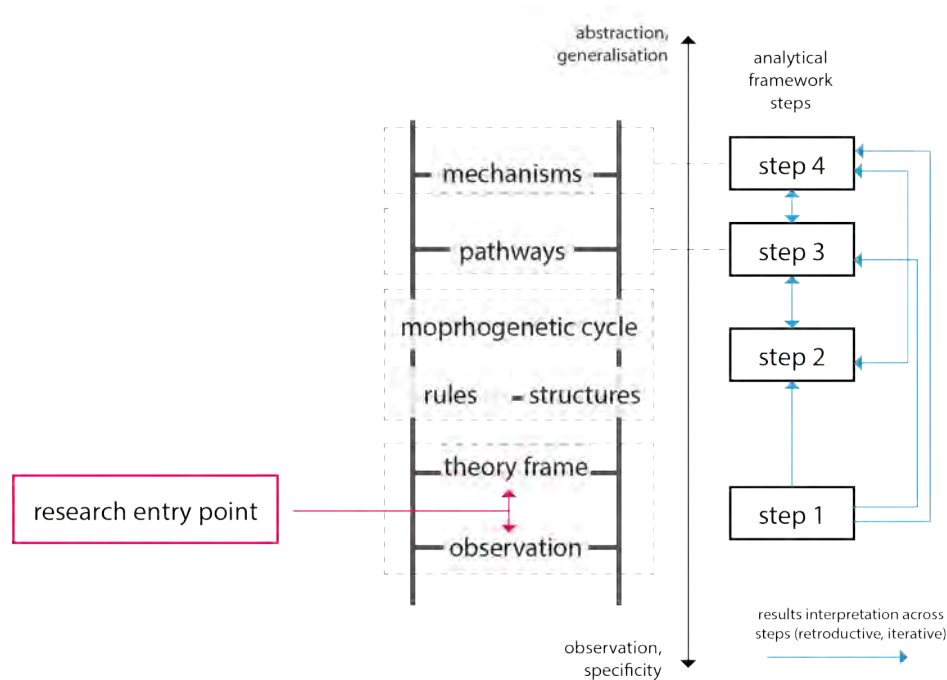 abstraction,
generalisation
analytical
framework
steps
mechanisms
step 4
pathways
step 3
moprhogenetic cycle
step 2
rules
structures
theory frame
research entry point
step 1
observation
results interpretation across
steps (retroductive, iterative)
observation,
specificity